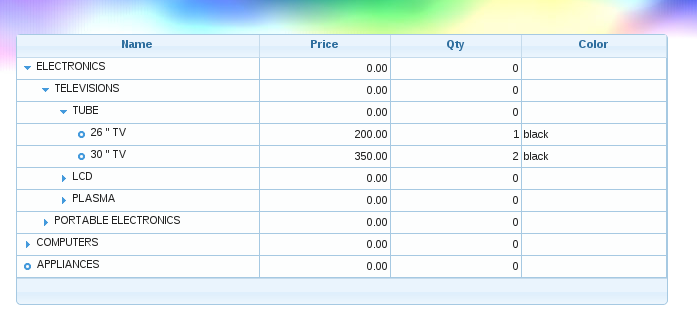 Name Price Qty Color
ELECTRONICS 0.00 0
TELEVISIONS 0.00 0
TUBE 0.00 0
26 " TV 200.00 1 black
30 " TV 350.00 2 black
LCD 0.00 0
PLASMA 0.00 0
PORTABLE ELECTRONICS 0.00 0
COMPUTERS 0.00 0
APPLIANCES 0.00 0